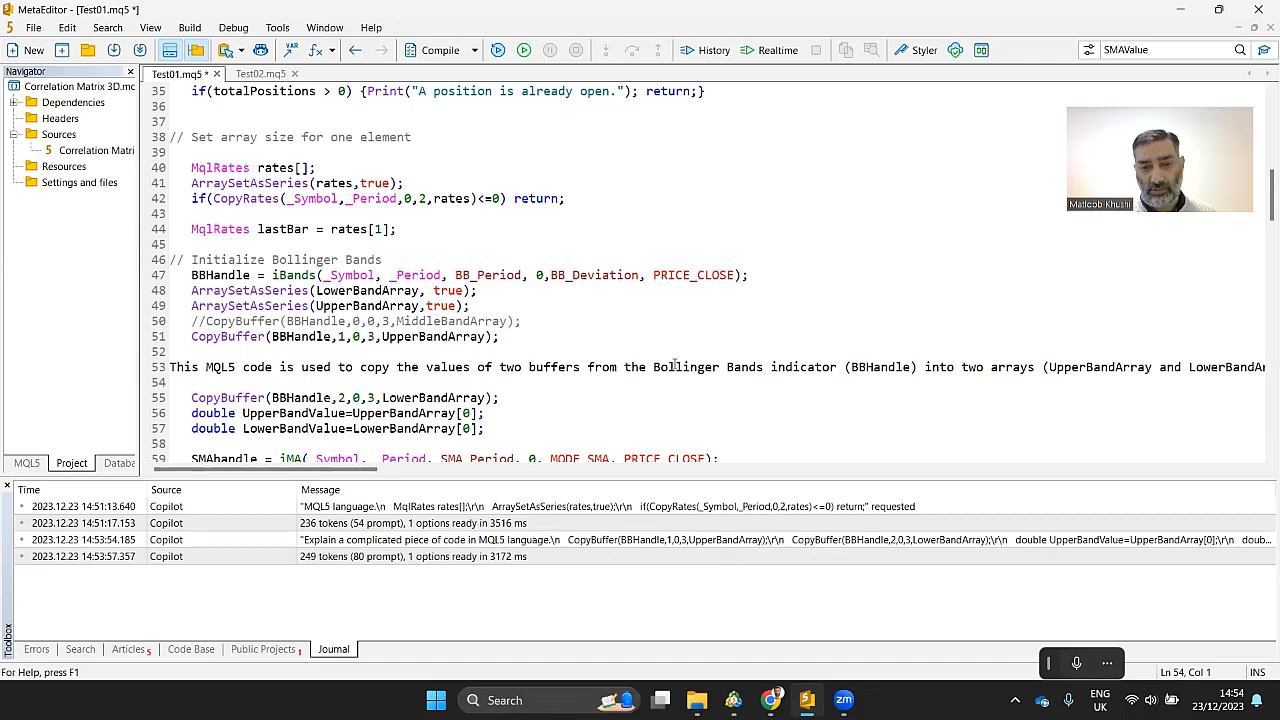 MetaEditor - [Test01.mq5 *]
File Edit Search View Build Debug Tools Window Help
New Compile History Realtime Styler SMAValue
Navigator
Test01.mq5 * Test02.mq5
Correlation Matrix 3D.mc
Dependencies
Headers
Sources
Correlation Matri
Resources
Settings and files
MQL5 Project Databa
35 if(totalPositions > 0) {Print("A position is already open."); return;}
36
37
38 // Set array size for one element
39
40 MqlRates rates[];
41 ArraySetAsSeries(rates,true);
42 if(CopyRates(_Symbol,_Period,0,2,rates)<=0) return;
43
44 MqlRates lastBar = rates[1];
45
46 // Initialize Bollinger Bands
47 BBHandle = iBands(_Symbol, _Period, BB_Period, 0,BB_Deviation, PRICE_CLOSE);
48 ArraySetAsSeries(LowerBandArray, true);
49 ArraySetAsSeries(UpperBandArray,true);
50 //CopyBuffer(BBHandle,0,0,3,MiddleBandArray);
51 CopyBuffer(BBHandle,1,0,3,UpperBandArray);
52
53 This MQL5 code is used to copy the values of two buffers from the Bollinger Bands indicator (BBHandle) into two arrays (UpperBandArray and LowerBandAr
54
55 CopyBuffer(BBHandle,2,0,3,LowerBandArray);
56 double UpperBandValue=UpperBandArray[0];
57 double LowerBandValue=LowerBandArray[0];
58
59 SMAhandle = iMA(_Symbol, _Period, SMA_Period, 0, MODE_SMA, PRICE_CLOSE);
Matloob Khushi
Time Source Message
2023.12.23 14:51:13.640 Copilot "MQL5 language.\n MqlRates rates[];\r\n ArraySetAsSeries(rates,true);\r\n if(CopyRates(_Symbol,_Period,0,2,rates)<=0) return;" requested
2023.12.23 14:51:17.153 Copilot 236 tokens (54 prompt), 1 options ready in 3516 ms
2023.12.23 14:53:54.185 Copilot "Explain a complicated piece of code in MQL5 language.\n CopyBuffer(BBHandle,1,0,3,UpperBandArray);\r\n CopyBuffer(BBHandle,2,0,3,LowerBandArray);\r\n double UpperBandValue=UpperBandArray[0];\r\n doub...
2023.12.23 14:53:57.357 Copilot 249 tokens (80 prompt), 1 options ready in 3172 ms
Toolbox
Errors Search Articles 5 Code Base Public Projects 1 Journal
For Help, press F1 Ln 54, Col 1 INS
Search
ENG
UK
14:54
23/12/2023